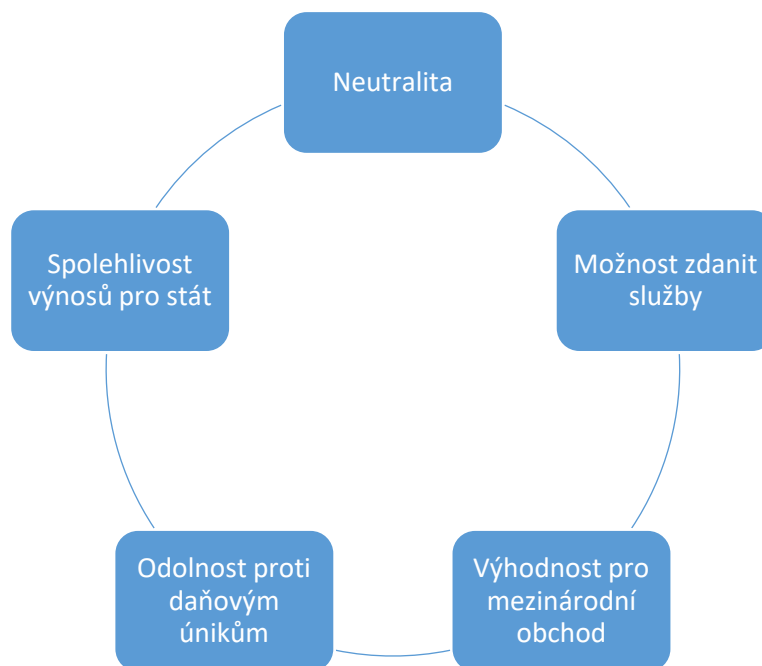 Neutralita
Možnost zdanit
služby
Výhodnost pro
mezinárodní
obchod
Odolnost proti
daňovým
únikům
Spolehlivost
výnosů pro stát